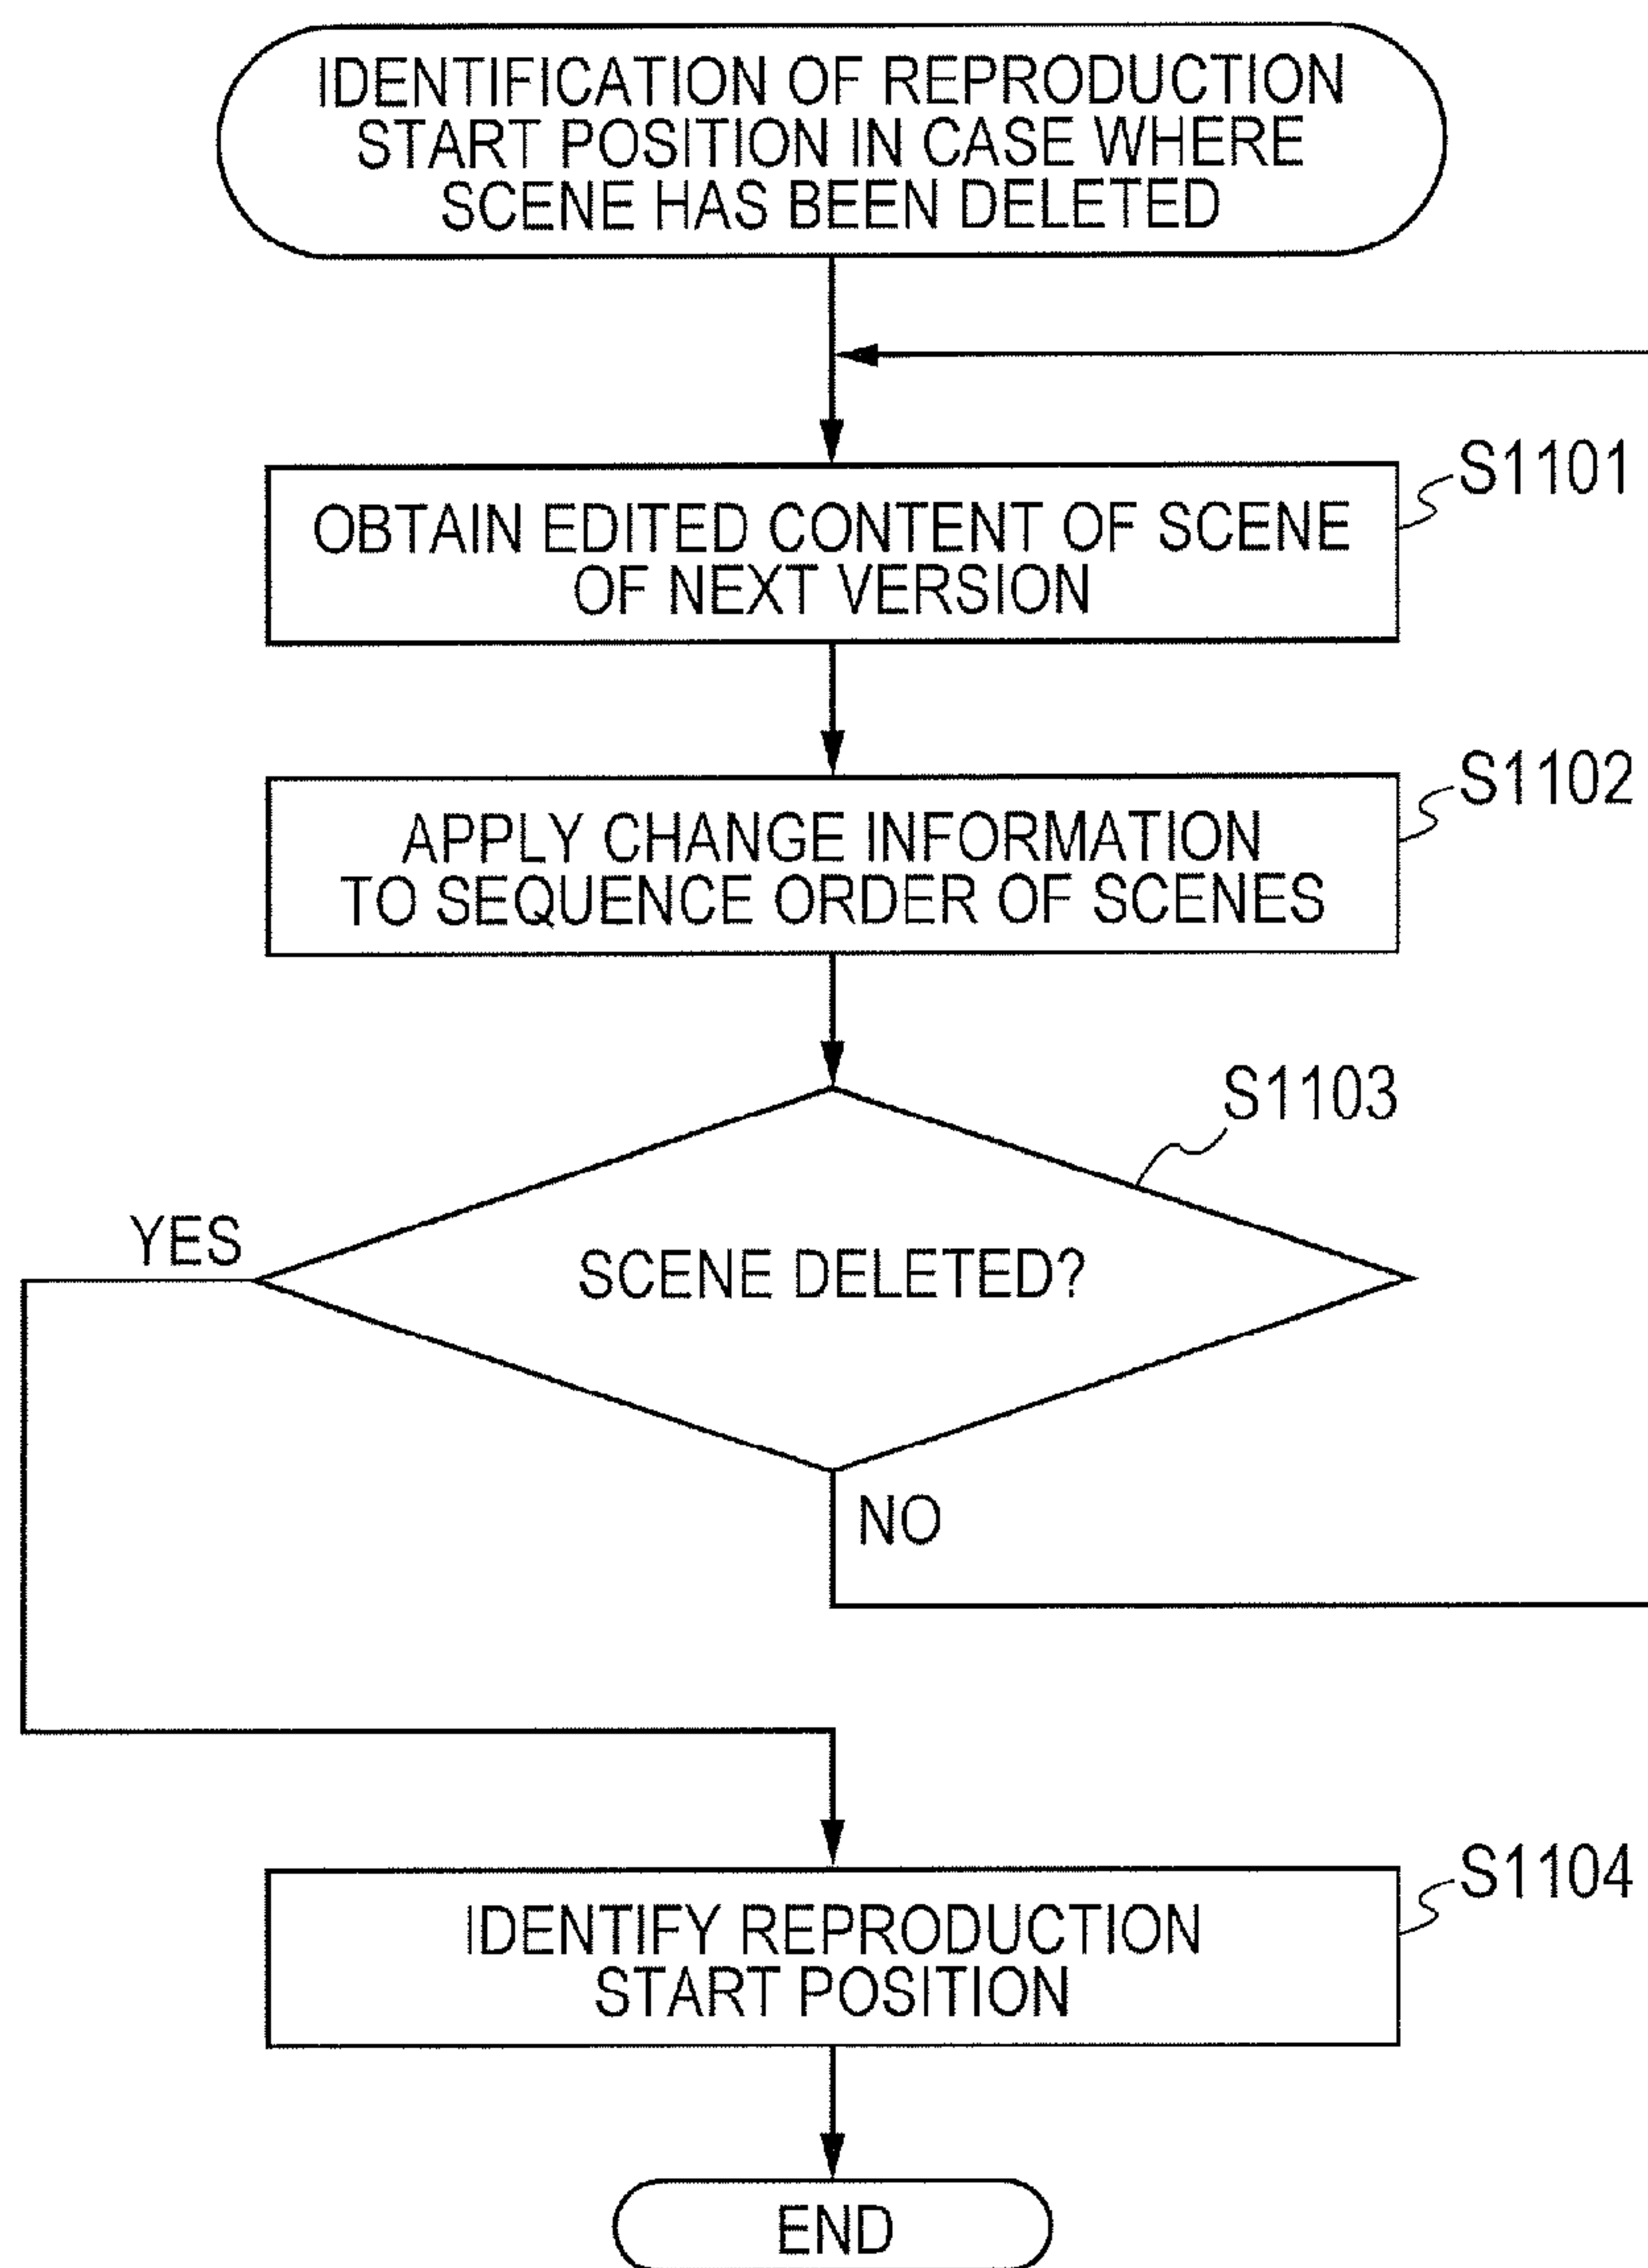 IDENTIFICATION OF REPRODUCTION
START POSITION IN CASE WHERE
SCENE HAS BEEN DELETED
S1101
OBTAIN EDITED CONTENT OF SCENE
OF NEXT VERSION
S1102
APPLY CHANGE INFORMATION
TO SEQUENCE ORDER OF SCENES
S1103
YES
SCENE DELETED?
NO
S1104
IDENTIFY REPRODUCTION
START POSITION
END